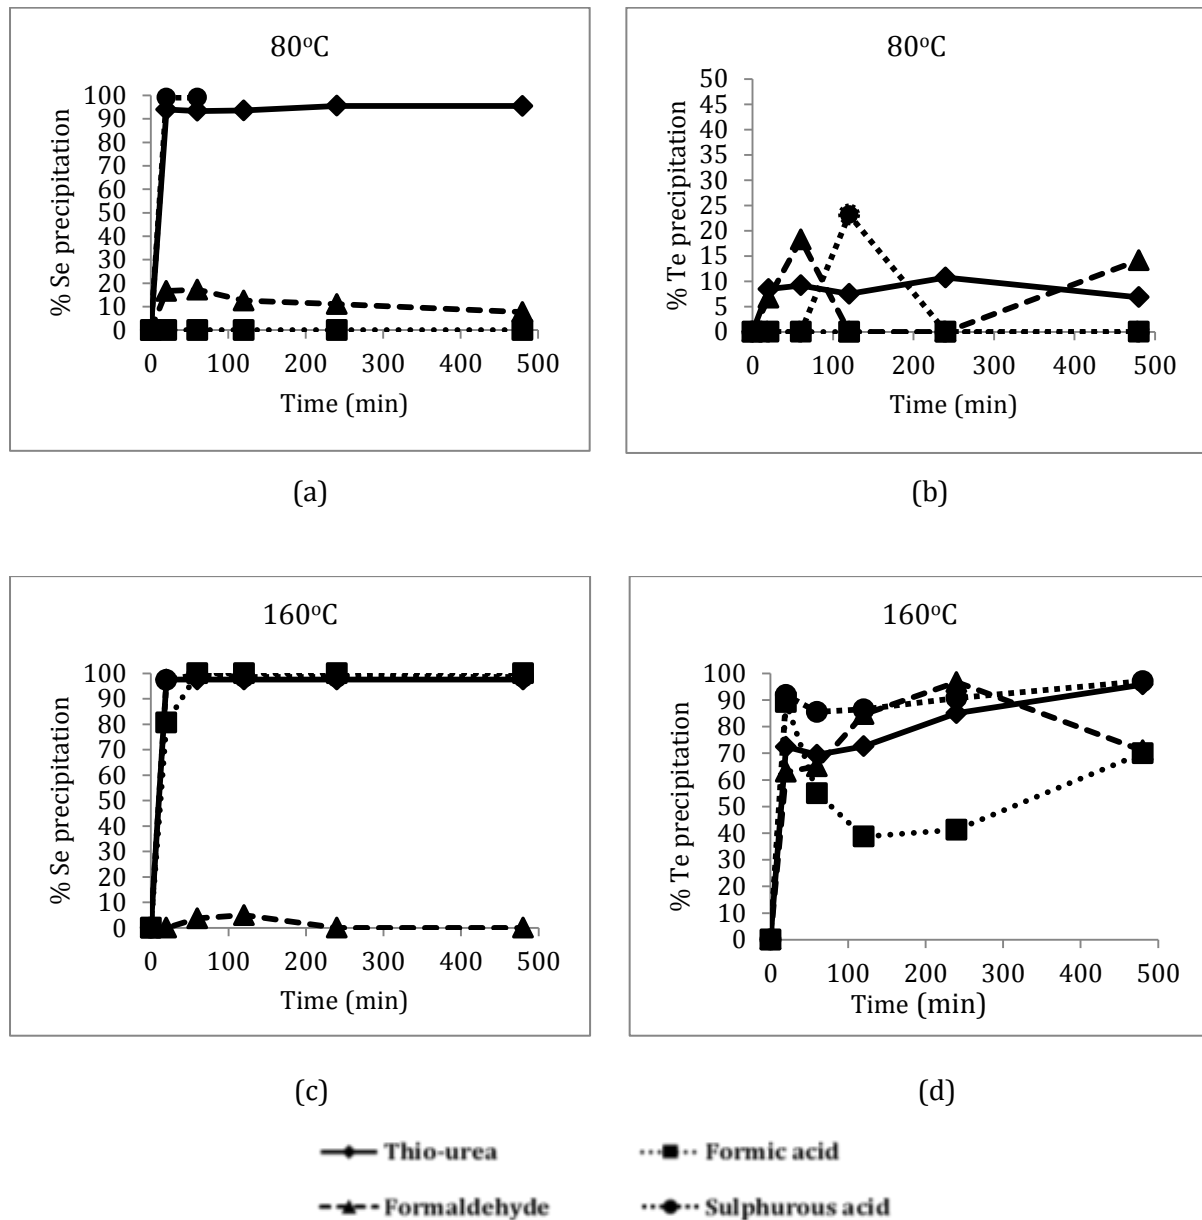 80°C
100
90
80
70
60
50
40
30
20
10
0
% Se precipitation
0 100 200 300 400 500
Time (min)
(a)
80°C
50
45
40
35
30
25
20
15
10
5
0
% Te precipitation
0 100 200 300 400 500
Time (min)
(b)
160°C
100
90
80
70
60
50
40
30
20
10
0
% Se precipitation
0 100 200 300 400 500
Time (min)
(c)
160°C
100
90
80
70
60
50
40
30
20
10
0
% Te precipitation
0 100 200 300 400 500
Time (min)
(d)
Thio-urea
Formic acid
Formaldehyde
Sulphurous acid